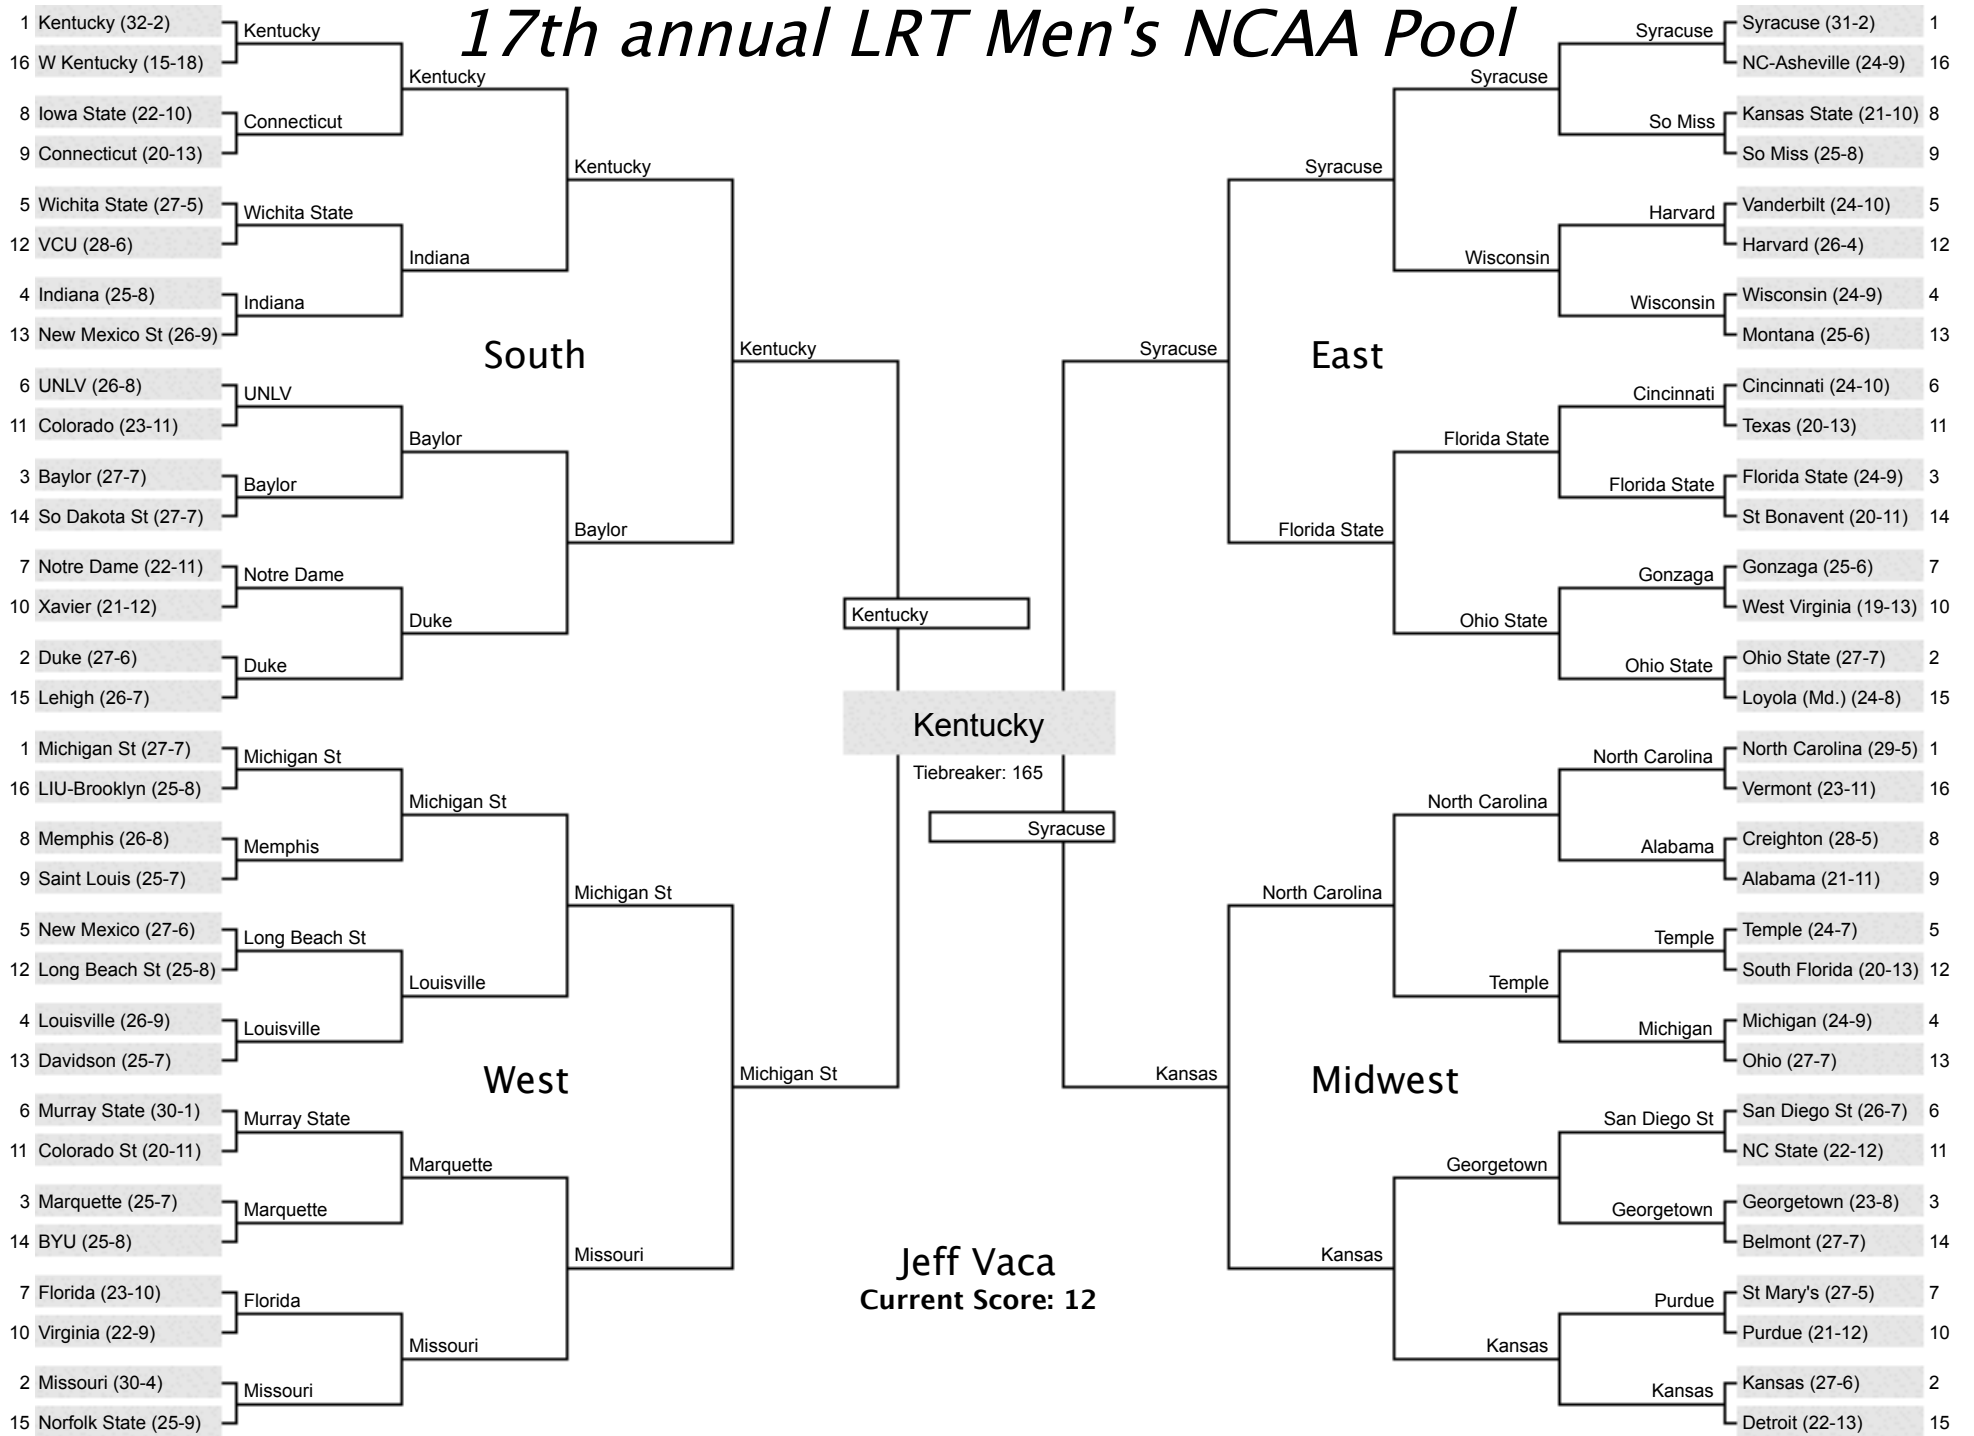 17th annual LRT Men's NCAA Pool
1 Kentucky (32-2)
16 W Kentucky (15-18)
8 Iowa State (22-10)
9 Connecticut (20-13)
5 Wichita State (27-5)
12 VCU (28-6)
4 Indiana (25-8)
13 New Mexico St (26-9)
6 UNLV (26-8)
11 Colorado (23-11)
3 Baylor (27-7)
14 So Dakota St (27-7)
7 Notre Dame (22-11)
10 Xavier (21-12)
2 Duke (27-6)
15 Lehigh (26-7)
Kentucky
Connecticut
Wichita State
Indiana
UNLV
Baylor
Notre Dame
Duke
Kentucky
Indiana
Baylor
Duke
Kentucky
Baylor
Kentucky
South
1 Michigan St (27-7)
16 LIU-Brooklyn (25-8)
8 Memphis (26-8)
9 Saint Louis (25-7)
5 New Mexico (27-6)
12 Long Beach St (25-8)
4 Louisville (26-9)
13 Davidson (25-7)
6 Murray State (30-1)
11 Colorado St (20-11)
3 Marquette (25-7)
14 BYU (25-8)
7 Florida (23-10)
10 Virginia (22-9)
2 Missouri (30-4)
15 Norfolk State (25-9)
Michigan St
Memphis
Long Beach St
Louisville
Murray State
Marquette
Florida
Missouri
Michigan St
Louisville
Marquette
Missouri
Michigan St
Missouri
Michigan St
West
Kentucky
Kentucky
Tiebreaker: 165
Syracuse
Jeff Vaca
Current Score: 12
Syracuse (31-2) 1
NC-Asheville (24-9) 16
Kansas State (21-10) 8
So Miss (25-8) 9
Vanderbilt (24-10) 5
Harvard (26-4) 12
Wisconsin (24-9) 4
Montana (25-6) 13
Cincinnati (24-10) 6
Texas (20-13) 11
Florida State (24-9) 3
St Bonavent (20-11) 14
Gonzaga (25-6) 7
West Virginia (19-13) 10
Ohio State (27-7) 2
Loyola (Md.) (24-8) 15
Syracuse
So Miss
Harvard
Wisconsin
Cincinnati
Florida State
Gonzaga
Ohio State
Syracuse
Wisconsin
Florida State
Ohio State
Syracuse
Florida State
Syracuse
East
North Carolina (29-5) 1
Vermont (23-11) 16
Creighton (28-5) 8
Alabama (21-11) 9
Temple (24-7) 5
South Florida (20-13) 12
Michigan (24-9) 4
Ohio (27-7) 13
San Diego St (26-7) 6
NC State (22-12) 11
Georgetown (23-8) 3
Belmont (27-7) 14
St Mary's (27-5) 7
Purdue (21-12) 10
Kansas (27-6) 2
Detroit (22-13) 15
North Carolina
Alabama
Temple
Michigan
San Diego St
Georgetown
Purdue
Kansas
North Carolina
Temple
Georgetown
Kansas
North Carolina
Kansas
Kansas
Midwest